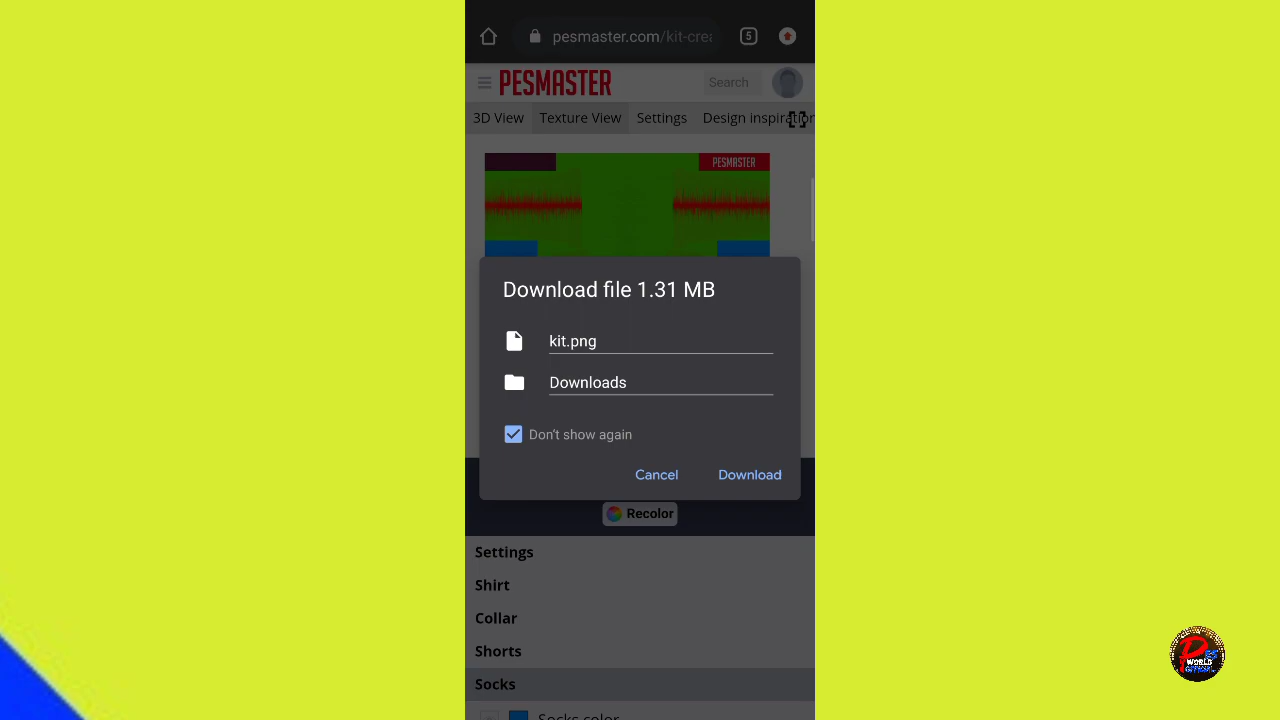 pesmaster.com/kit-crea
5
PESMASTER
Search
3D View Texture View Settings Design inspiration
PESMASTER
Download file 1.31 MB
kit.png
Downloads
Don't show again
Cancel Download
Recolor
Settings
Shirt
Collar
Shorts
Socks
Socks color
WORLD